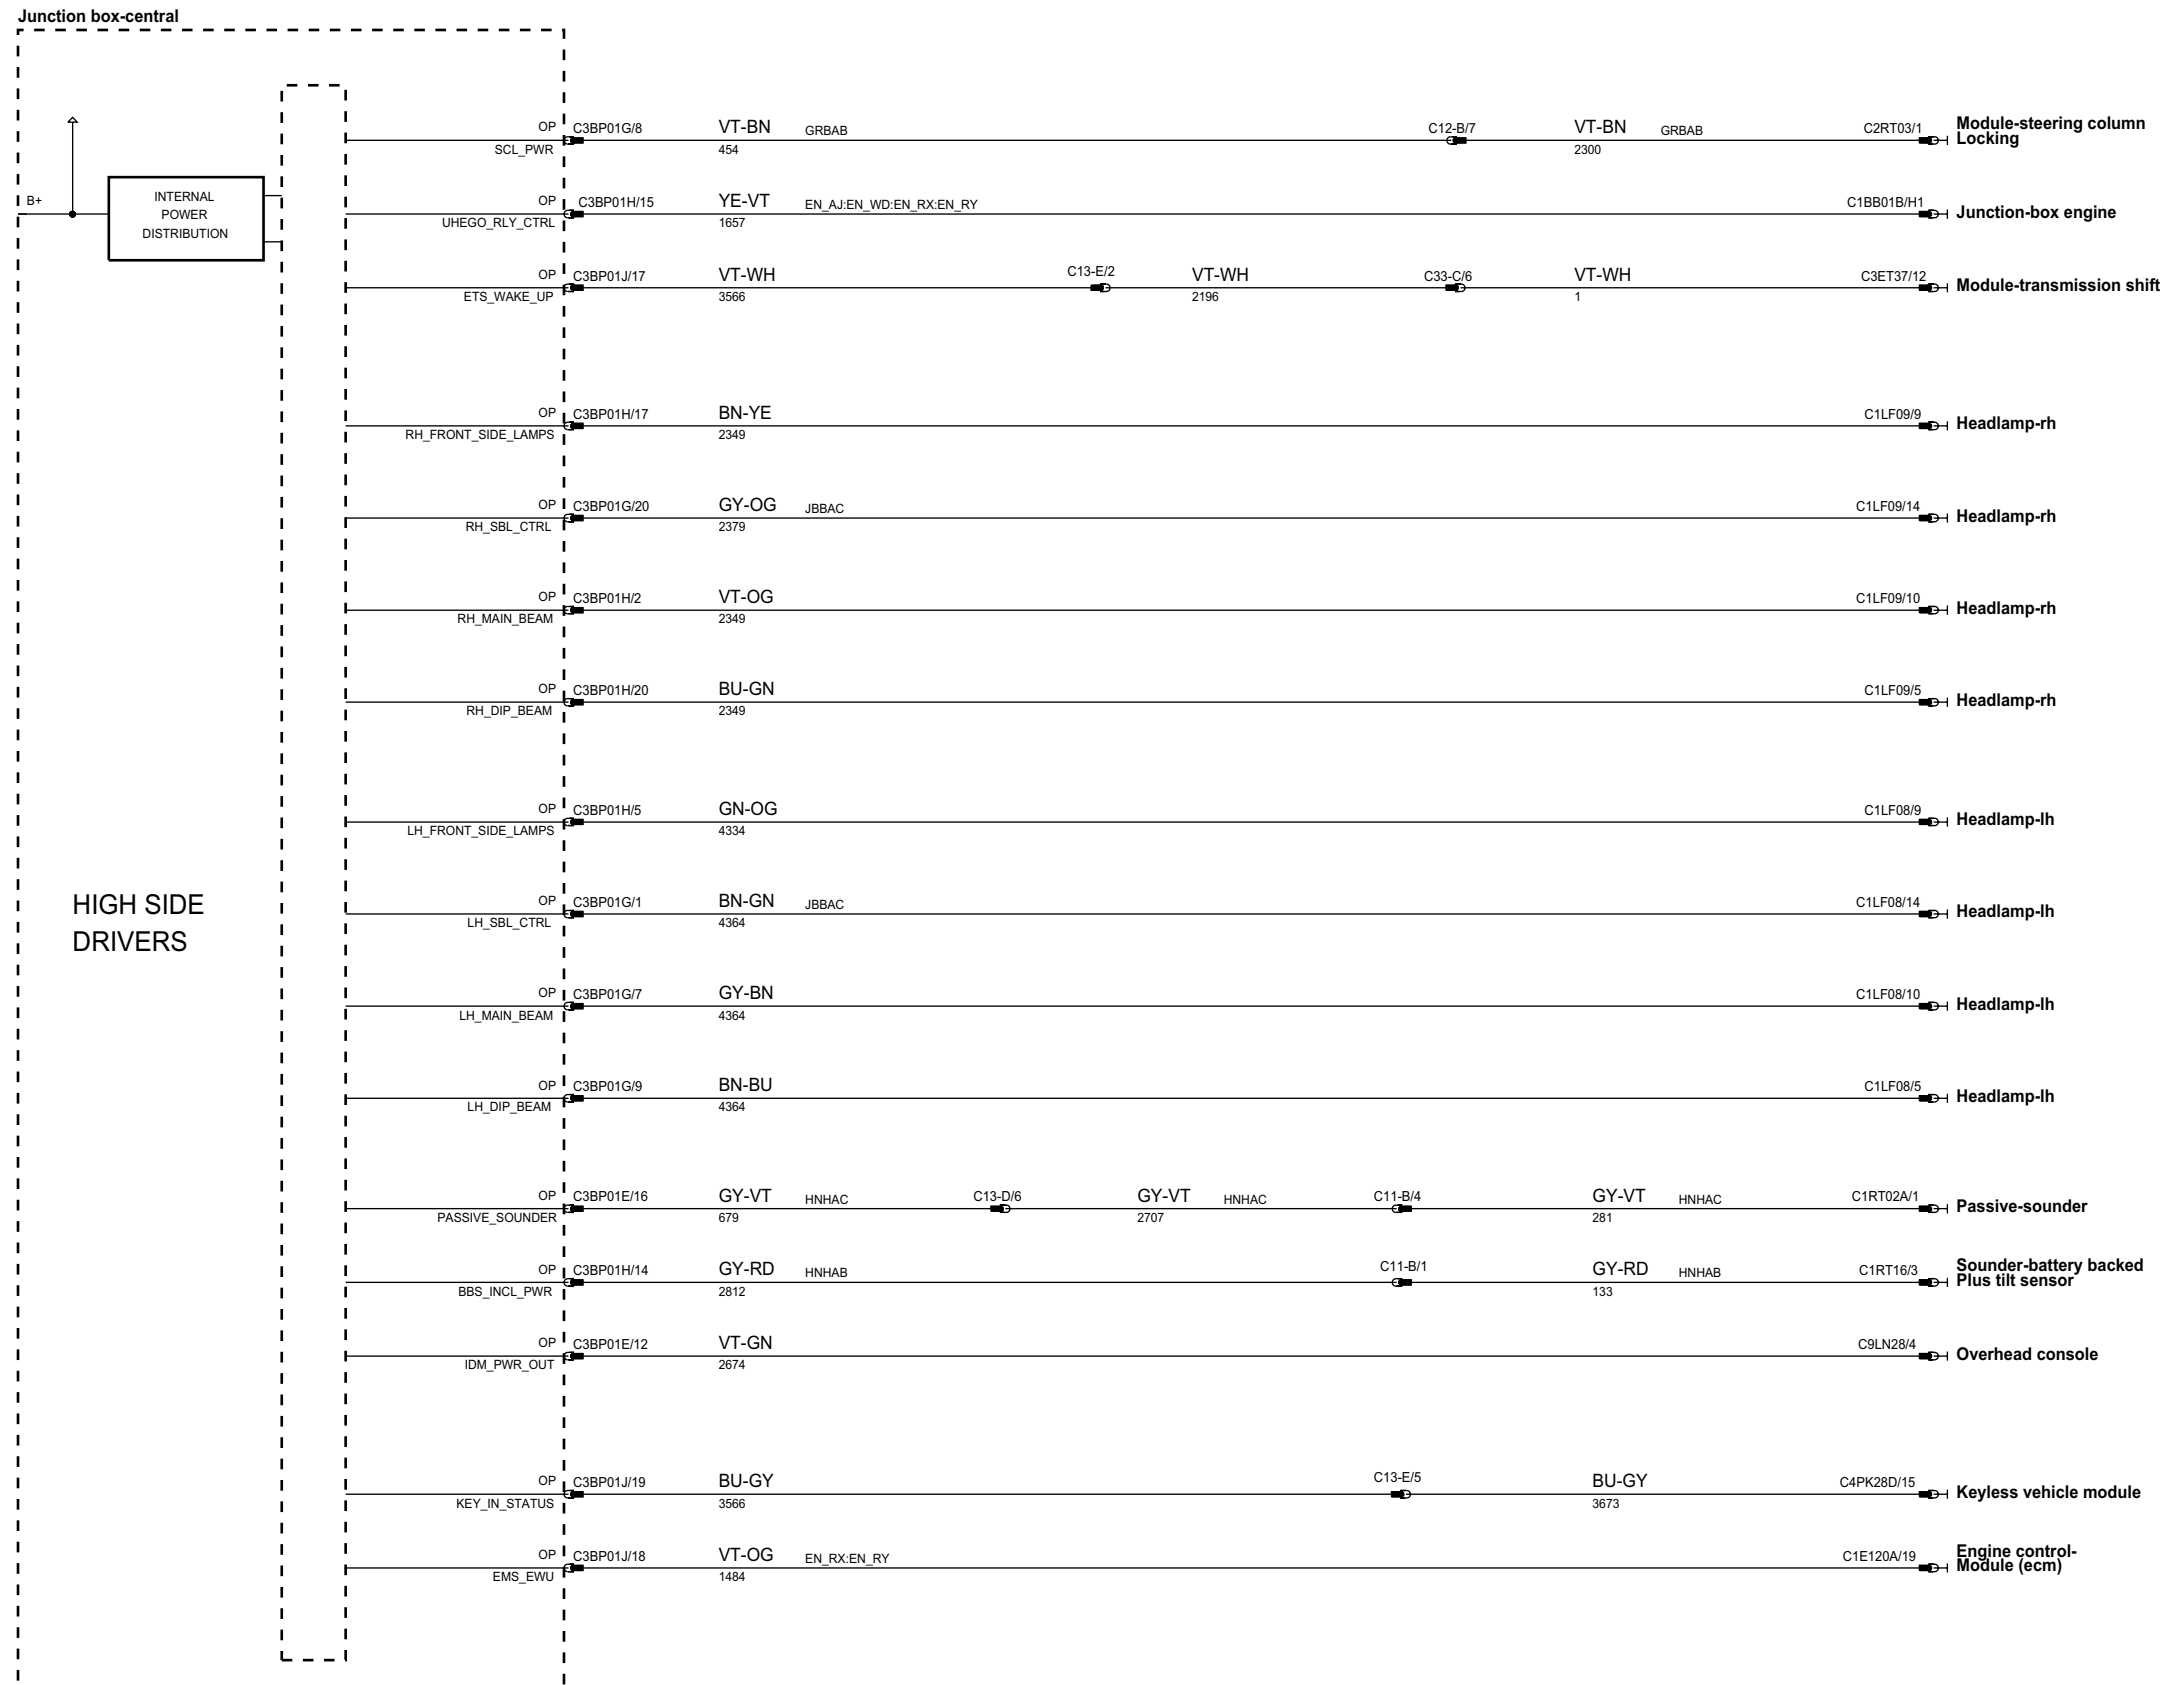 Junction box-central
OP C3BP01G/8 VT-BN GRBAB C12-B/7 VT-BN GRBAB C2RT03/1 Module-steering column
SCL_PWR 454 2300 Locking
B+
INTERNAL
POWER
DISTRIBUTION
OP C3BP01H/15 YE-VT EN_AJ:EN_WD:EN_RX:EN_RY C1BB01B/H1 Junction-box engine
UHEGO_RLY_CTRL 1657
OP C3BP01J/17 VT-WH C13-E/2 VT-WH C33-C/6 VT-WH C3ET37/12 Module-transmission shift
ETS_WAKE_UP 3566 2196 1
OP C3BP01H/17 BN-YE C1LF09/9 Headlamp-rh
RH_FRONT_SIDE_LAMPS 2349
OP C3BP01G/20 GY-OG JBBAC C1LF09/14 Headlamp-rh
RH_SBL_CTRL 2379
OP C3BP01H/2 VT-OG C1LF09/10 Headlamp-rh
RH_MAIN_BEAM 2349
OP C3BP01H/20 BU-GN C1LF09/5 Headlamp-rh
RH_DIP_BEAM 2349
OP C3BP01H/5 GN-OG C1LF08/9 Headlamp-lh
LH_FRONT_SIDE_LAMPS 4334
HIGH SIDE
DRIVERS
OP C3BP01G/1 BN-GN JBBAC C1LF08/14 Headlamp-lh
LH_SBL_CTRL 4364
OP C3BP01G/7 GY-BN C1LF08/10 Headlamp-lh
LH_MAIN_BEAM 4364
OP C3BP01G/9 BN-BU C1LF08/5 Headlamp-lh
LH_DIP_BEAM 4364
OP C3BP01E/16 GY-VT HNHAC C13-D/6 GY-VT HNHAC C11-B/4 GY-VT HNHAC C1RT02A/1 Passive-sounder
PASSIVE_SOUNDER 679 2707 281
OP C3BP01H/14 GY-RD HNHAB C11-B/1 GY-RD HNHAB C1RT16/3 Sounder-battery backed
BBS_INCL_PWR 2812 133 Plus tilt sensor
OP C3BP01E/12 VT-GN C9LN28/4 Overhead console
IDM_PWR_OUT 2674
OP C3BP01J/19 BU-GY C13-E/5 BU-GY C4PK28D/15 Keyless vehicle module
KEY_IN_STATUS 3566 3673
OP C3BP01J/18 VT-OG EN_RX:EN_RY C1E120A/19 Engine control-
EMS_EWU 1484 Module (ecm)